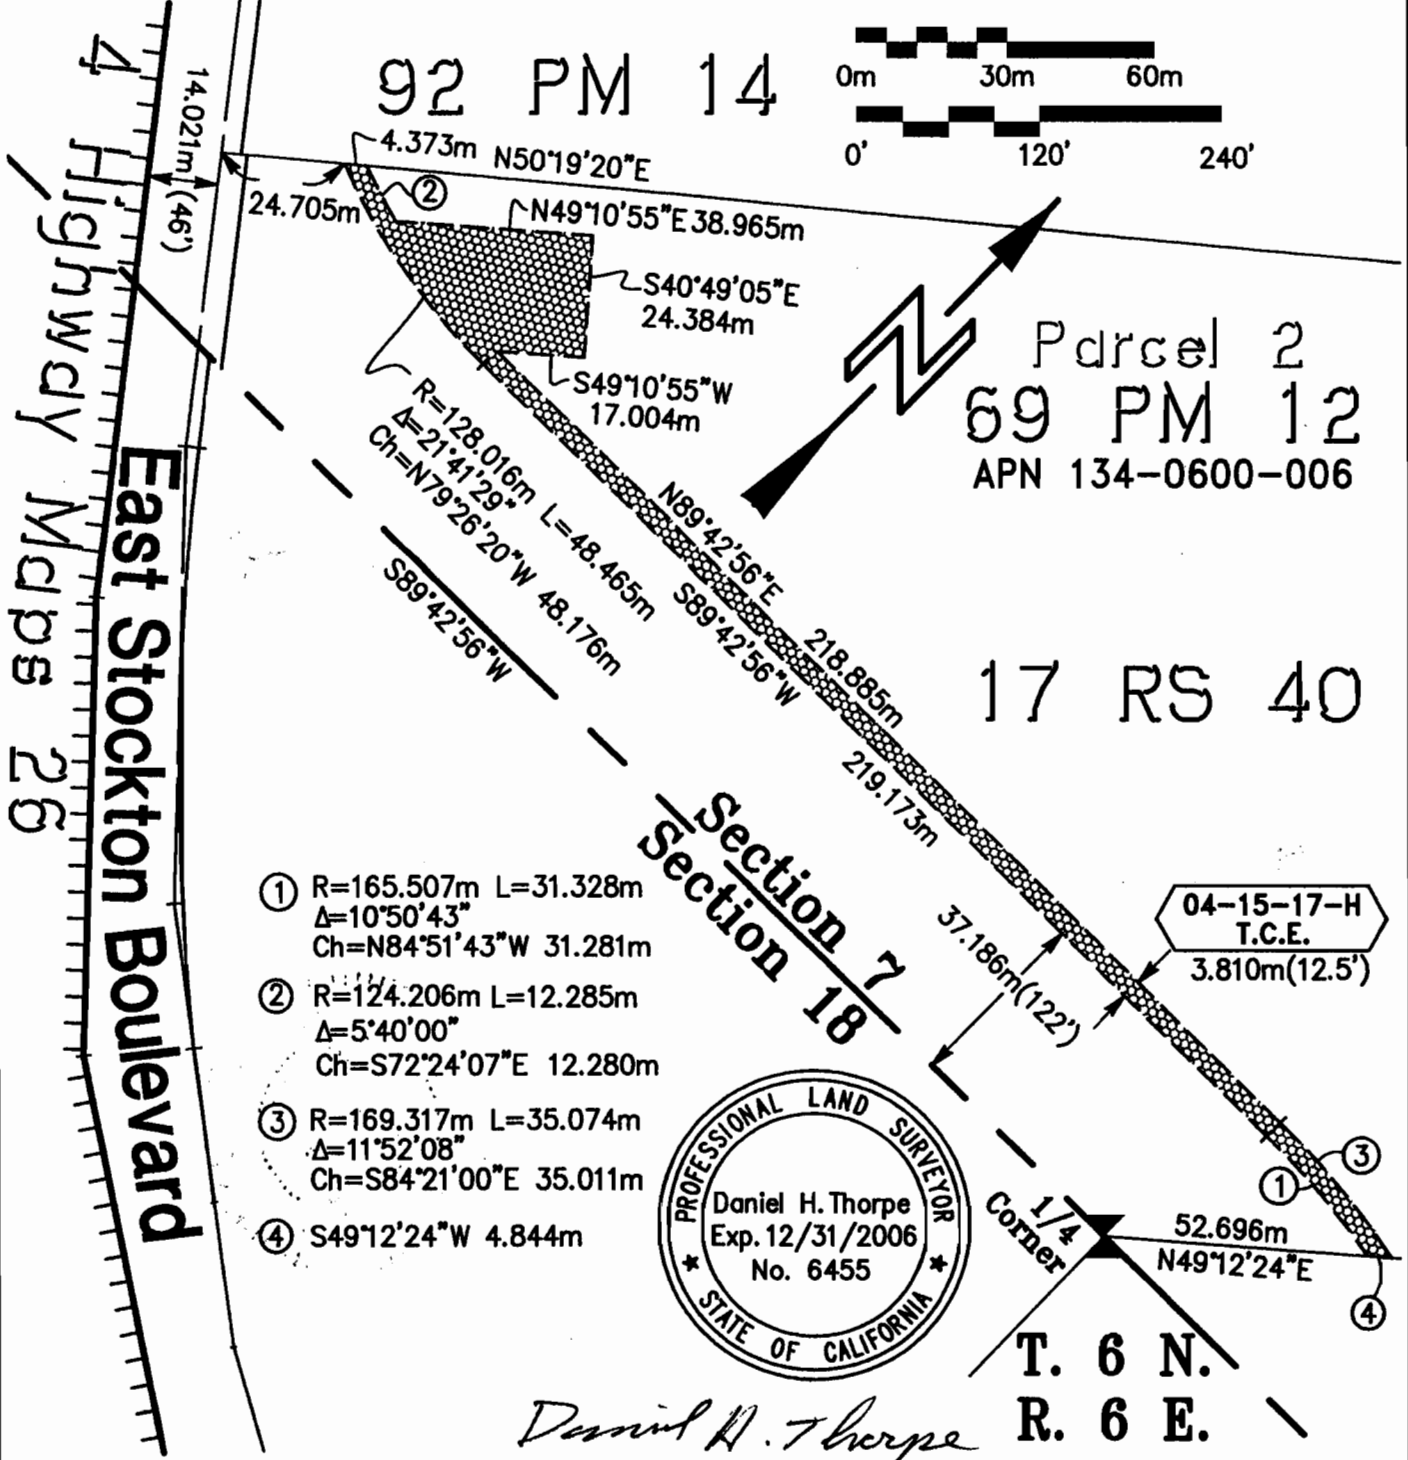 92 PM 14
0m 30m 60m
0' 120' 240'
4 Highway Maps 26
14.021m (46')
24.705m
4.373m N50°19'20"E
2
N49°10'55"E 38.965m
S40°49'05"E
24.384m
S49°10'55"W
17.004m
Parcel 2
69 PM 12
APN 134-0600-006
R=128.016m L=48.465m
Δ=21°41'29"
Ch=N79°26'20"W 48.176m
S89°42'56"W
N89°42'56"E 218.885m
S89°42'56"W 219.173m
17 RS 40
East Stockton Boulevard
Section 7
Section 18
37.186m(122')
04-15-17-H
T.C.E.
3.810m(12.5')
1 R=165.507m L=31.328m
Δ=10°50'43"
Ch=N84°51'43"W 31.281m
2 R=124.206m L=12.285m
Δ=5°40'00"
Ch=S72°24'07"E 12.280m
3 R=169.317m L=35.074m
Δ=11°52'08"
Ch=S84°21'00"E 35.011m
4 S49°12'24"W 4.844m
PROFESSIONAL LAND SURVEYOR
Daniel H. Thorpe
Exp. 12/31/2006
No. 6455
STATE OF CALIFORNIA
1/4
Corner
3
1
52.696m
N49°12'24"E
4
T. 6 N.
R. 6 E.
Daniel H. Thorpe